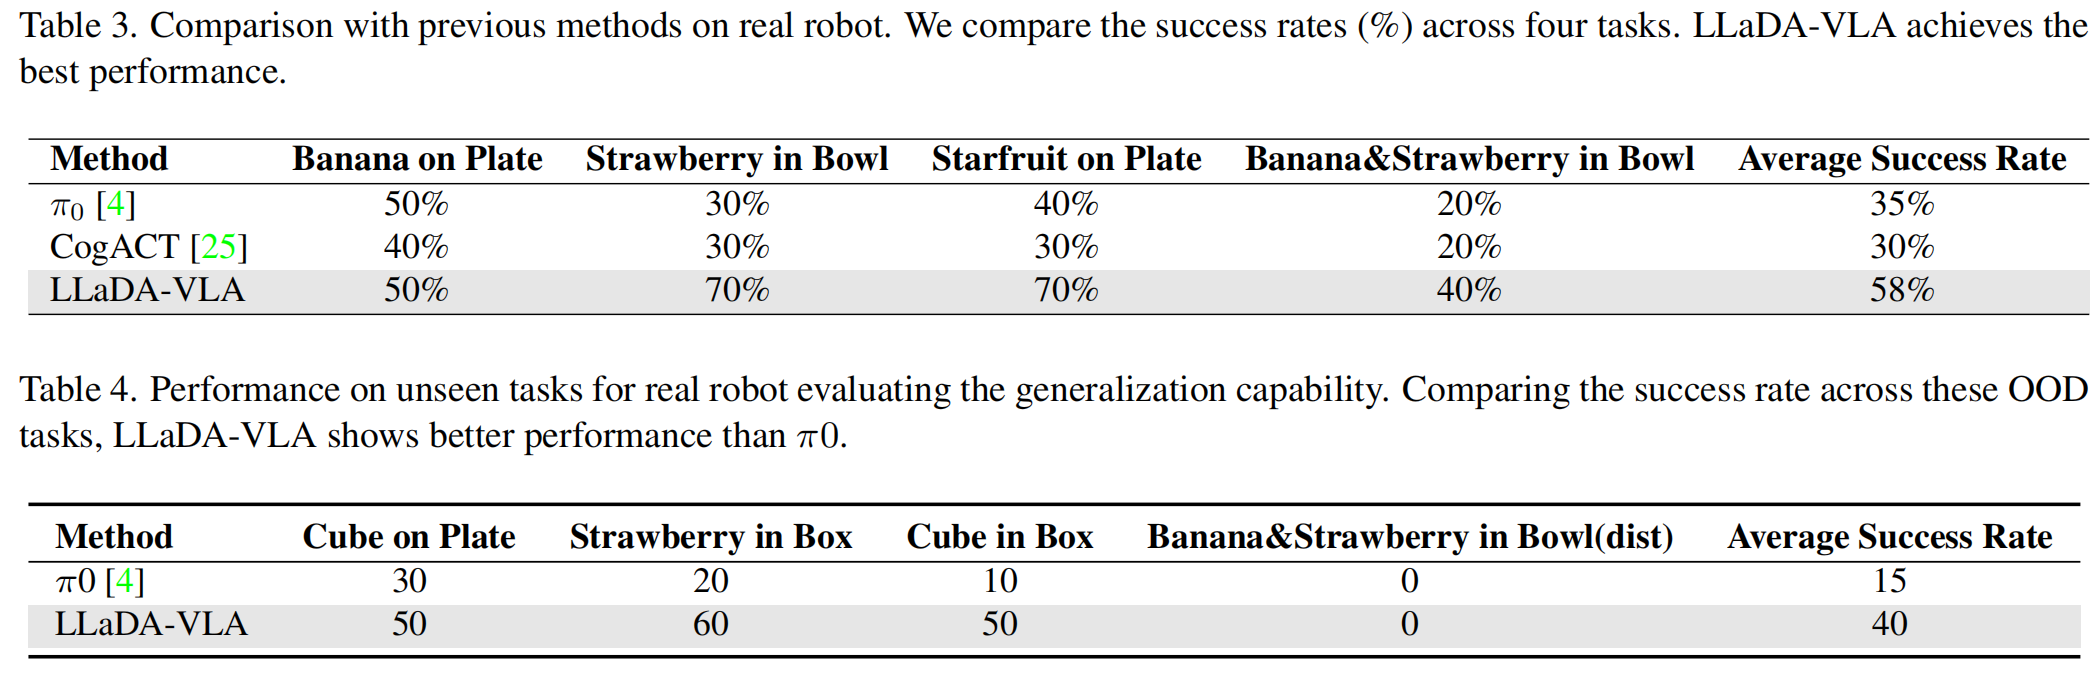 Table 3. Comparison with previous methods on real robot. We compare the success rates (%) across four tasks. LLaDA-VLA achieves the
best performance.
Method Banana on Plate Strawberry in Bowl Starfruit on Plate Banana&Strawberry in Bowl Average Success Rate
π₀ [4] 50% 30% 40% 20% 35%
CogACT [25] 40% 30% 30% 20% 30%
LLaDA-VLA 50% 70% 70% 40% 58%
Table 4. Performance on unseen tasks for real robot evaluating the generalization capability. Comparing the success rate across these OOD
tasks, LLaDA-VLA shows better performance than π0.
Method Cube on Plate Strawberry in Box Cube in Box Banana&Strawberry in Bowl(dist) Average Success Rate
π0 [4] 30 20 10 0 15
LLaDA-VLA 50 60 50 0 40